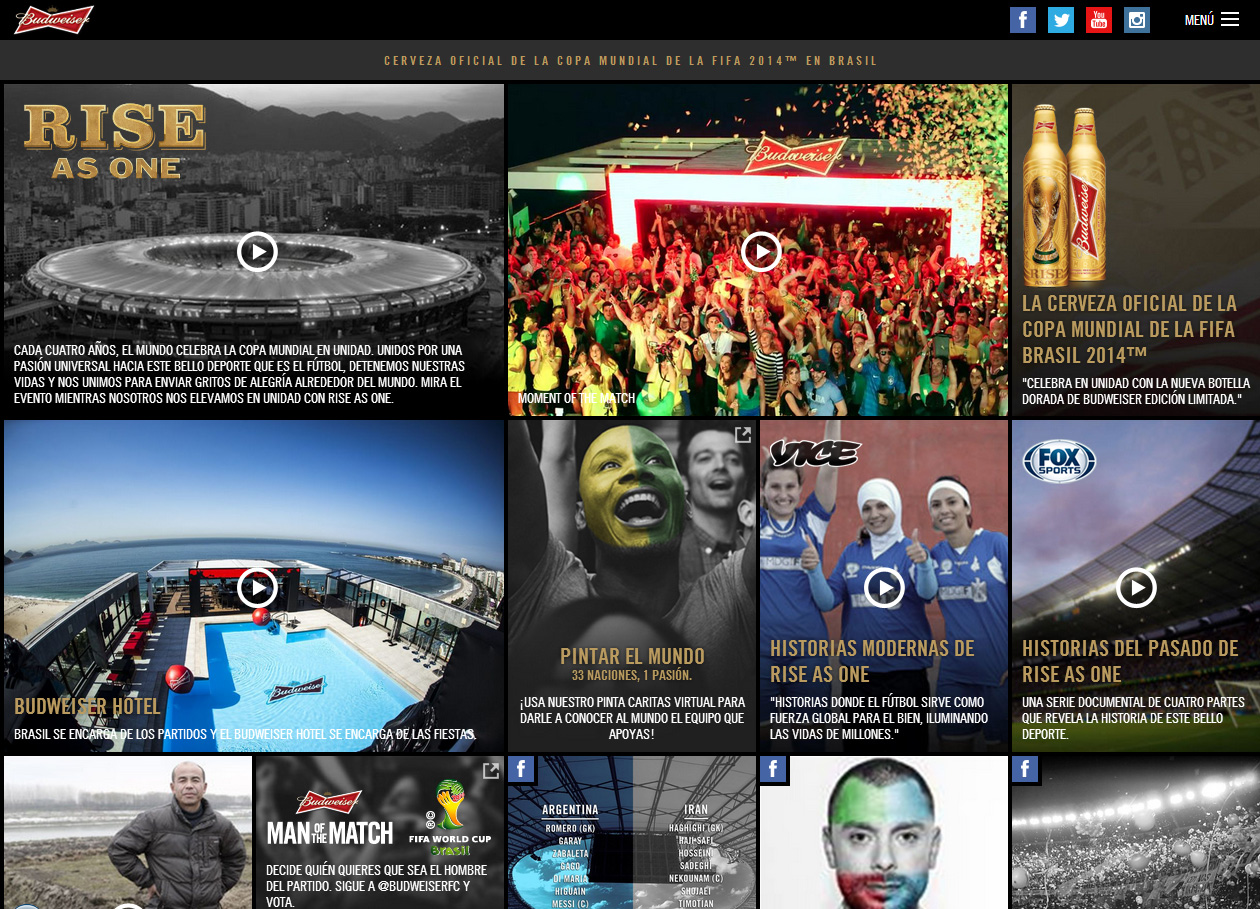 Budweiser
MENÚ
You
Tube
CERVEZA OFICIAL DE LA COPA MUNDIAL DE LA FIFA 2014™ EN BRASIL
RISE
AS ONE
CADA CUATRO AÑOS, EL MUNDO CELEBRA LA COPA MUNDIAL EN UNIDAD. UNIDOS POR UNA
PASIÓN UNIVERSAL HACIA ESTE BELLO DEPORTE QUE ES EL FÚTBOL, DETENEMOS NUESTRAS
VIDAS Y NOS UNIMOS PARA ENVIAR GRITOS DE ALEGRÍA ALREDEDOR DEL MUNDO. MIRA EL
EVENTO MIENTRAS NOSOTROS NOS ELEVAMOS EN UNIDAD CON RISE AS ONE.
Budweiser
MOMENT OF THE MATCH
Budweiser
RISE
AS ONE
LA CERVEZA OFICIAL DE LA
COPA MUNDIAL DE LA FIFA
BRASIL 2014™
"CELEBRA EN UNIDAD CON LA NUEVA BOTELLA
DORADA DE BUDWEISER EDICIÓN LIMITADA."
Budweiser
BUDWEISER HOTEL
BRASIL SE ENCARGA DE LOS PARTIDOS Y EL BUDWEISER HOTEL SE ENCARGA DE LAS FIESTAS.
PINTAR EL MUNDO
33 NACIONES, 1 PASIÓN.
¡USA NUESTRO PINTA CARITAS VIRTUAL PARA
DARLE A CONOCER AL MUNDO EL EQUIPO QUE
APOYAS!
VICE
HISTORIAS MODERNAS DE
RISE AS ONE
"HISTORIAS DONDE EL FÚTBOL SIRVE COMO
FUERZA GLOBAL PARA EL BIEN, ILUMINANDO
LAS VIDAS DE MILLONES."
FOX
SPORTS
HISTORIAS DEL PASADO DE
RISE AS ONE
UNA SERIE DOCUMENTAL DE CUATRO PARTES
QUE REVELA LA HISTORIA DE ESTE BELLO
DEPORTE.
Budweiser
MAN OF THE MATCH
FIFA WORLD CUP
Brasil
DECIDE QUIÉN QUIERES QUE SEA EL HOMBRE
DEL PARTIDO. SIGUE A @BUDWEISERFC Y
VOTA.
ARGENTINA
ROMERO (GK)
GARAY
ZABALETA
GAGO
DI MARIA
HIGUAIN
MESSI (C)
IRAN
HAGHIGHI (GK)
HAJI-SAFI
HOSSEINI
SADEGHI
NEKOUNAM (C)
SHOJAEI
TIMOTIAN